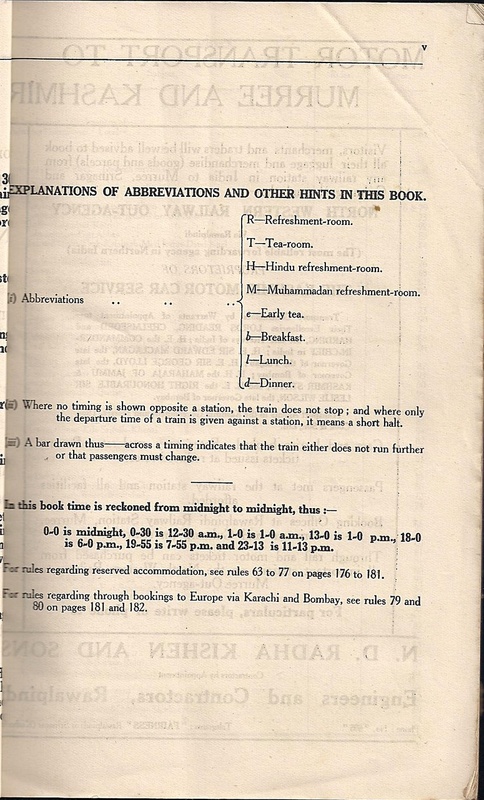 v
EXPLANATIONS OF ABBREVIATIONS AND OTHER HINTS IN THIS BOOK.
R—Refreshment-room.
T—Tea-room.
H—Hindu refreshment-room.
(i) Abbreviations .. .. ..
M—Muhammadan refreshment-room.
e—Early tea.
b—Breakfast.
l—Lunch.
d—Dinner.
(ii) Where no timing is shown opposite a station, the train does not stop ; and where only
the departure time of a train is given against a station, it means a short halt.
(iii) A bar drawn thus——across a timing indicates that the train either does not run further
or that passengers must change.
In this book time is reckoned from midnight to midnight, thus :—
0-0 is midnight, 0-30 is 12-30 a.m., 1-0 is 1-0 a.m., 13-0 is 1-0 p.m., 18-0
is 6-0 p.m., 19-55 is 7-55 p.m. and 23-13 is 11-13 p.m.
For rules regarding reserved accommodation, see rules 63 to 77 on pages 176 to 181.
For rules regarding through bookings to Europe via Karachi and Bombay, see rules 79 and
80 on pages 181 and 182.